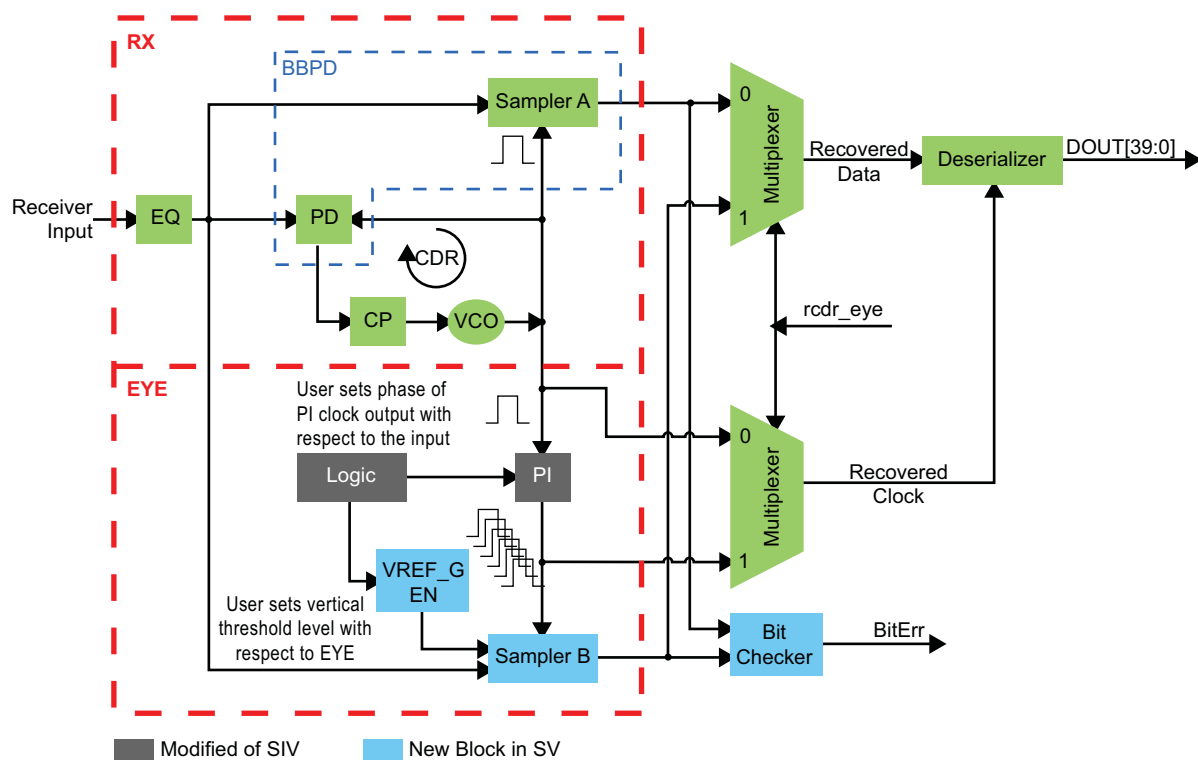 RX
BBPD
Sampler A
0
Multiplexer
1
Recovered
Data
Deserializer
DOUT[39:0]
Receiver
Input
EQ
PD
CDR
CP
VCO
rcdr_eye
EYE
User sets phase of
PI clock output with
respect to the input
Logic
PI
0
Multiplexer
1
Recovered
Clock
VREF_G
EN
User sets vertical
threshold level with
respect to EYE
Sampler B
Bit
Checker
BitErr
Modified of SIV
New Block in SV